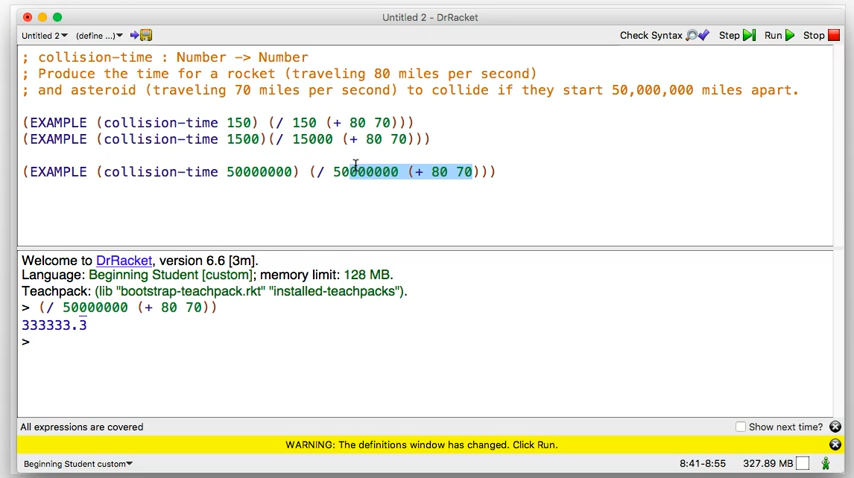 Untitled 2 - DrRacket
Untitled 2▾ (define ...)▾ Check Syntax Step Run Stop
; collision-time : Number -> Number
; Produce the time for a rocket (traveling 80 miles per second)
; and asteroid (traveling 70 miles per second) to collide if they start 50,000,000 miles apart.
(EXAMPLE (collision-time 150) (/ 150 (+ 80 70)))
(EXAMPLE (collision-time 1500)(/ 15000 (+ 80 70)))
(EXAMPLE (collision-time 50000000) (/ 50000000 (+ 80 70)))
Welcome to DrRacket, version 6.6 [3m].
Language: Beginning Student [custom]; memory limit: 128 MB.
Teachpack: (lib "bootstrap-teachpack.rkt" "installed-teachpacks").
> (/ 50000000 (+ 80 70))
333333.3
>
All expressions are covered Show next time?
WARNING: The definitions window has changed. Click Run.
Beginning Student custom▾ 8:41-8:55 327.89 MB